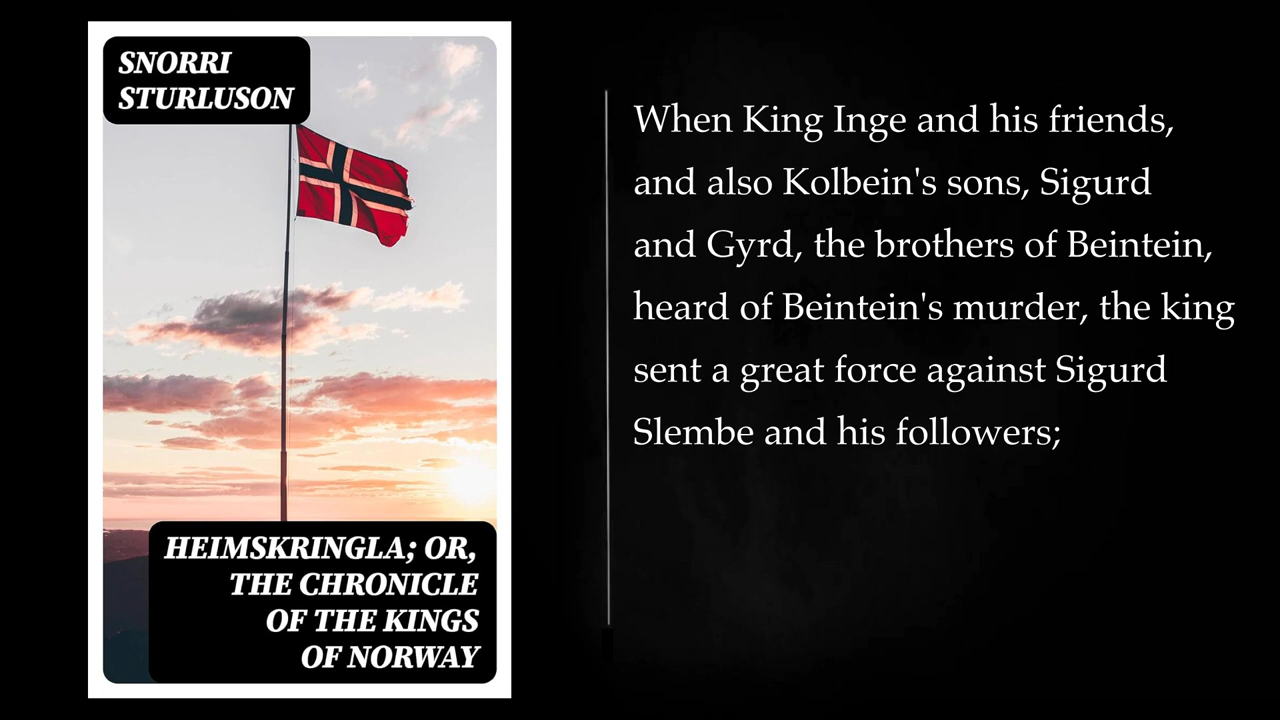 SNORRI
STURLUSON
HEIMSKRINGLA; OR,
THE CHRONICLE
OF THE KINGS
OF NORWAY
When King Inge and his friends,
and also Kolbein's sons, Sigurd
and Gyrd, the brothers of Beintein,
heard of Beintein's murder, the king
sent a great force against Sigurd
Slembe and his followers;